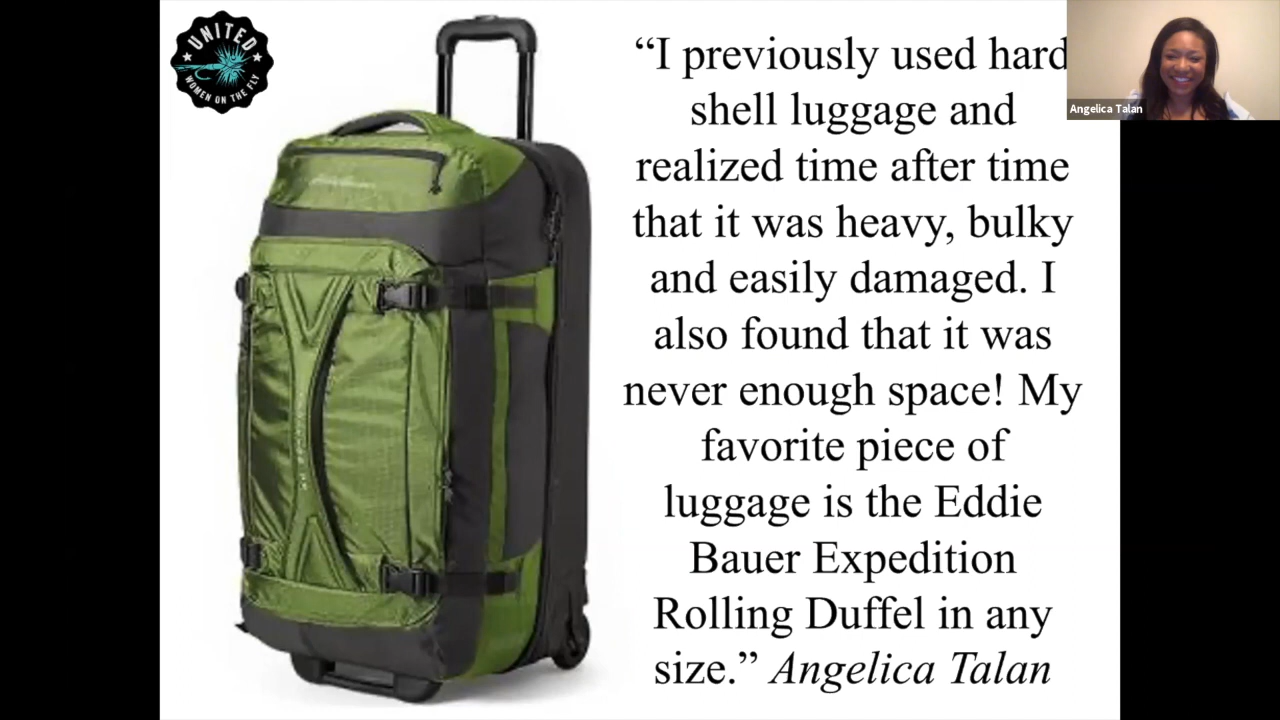 UNITED
WOMEN ON THE FLY
“I previously used hard
shell luggage and
realized time after time
that it was heavy, bulky
and easily damaged. I
also found that it was
never enough space! My
favorite piece of
luggage is the Eddie
Bauer Expedition
Rolling Duffel in any
size.” Angelica Talan
Angelica Talan